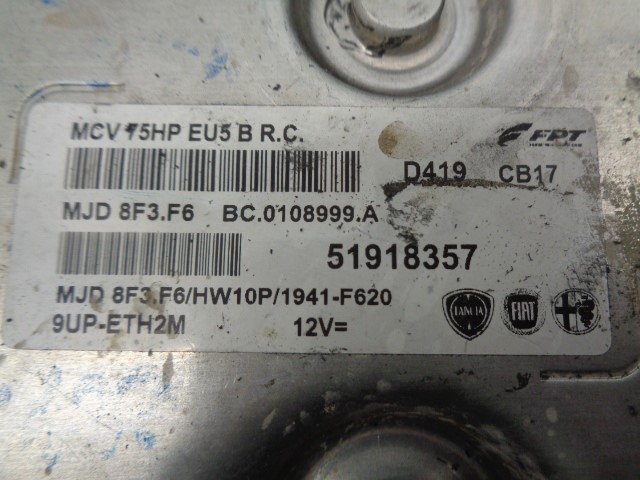 MCV 75HP EU5 B R.C.
FPT
D419 CB17
MJD 8F3.F6 BC.0108999.A
51918357
MJD 8F3.F6/HW10P/1941-F620
9UP-ETH2M 12V=
LANCIA FIAT